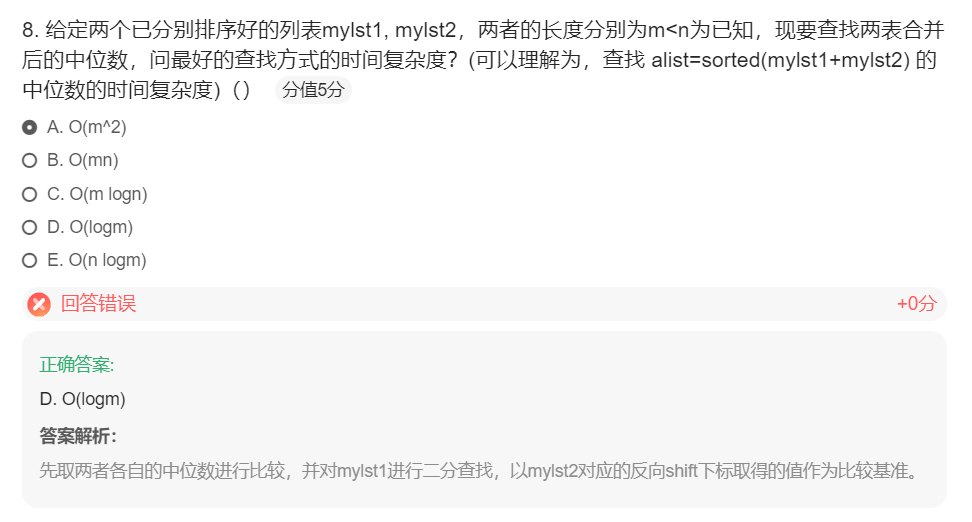 8. 给定两个已分别排序好的列表mylst1, mylst2，两者的长度分别为m<n为已知，现要查找两表合并
后的中位数，问最好的查找方式的时间复杂度？(可以理解为，查找 alist=sorted(mylst1+mylst2) 的
中位数的时间复杂度)（） 分值5分
A. O(m^2)
B. O(mn)
C. O(m logn)
D. O(logm)
E. O(n logm)
回答错误 +0分
正确答案:
D. O(logm)
答案解析：
先取两者各自的中位数进行比较，并对mylst1进行二分查找，以mylst2对应的反向shift下标取得的值作为比较基准。